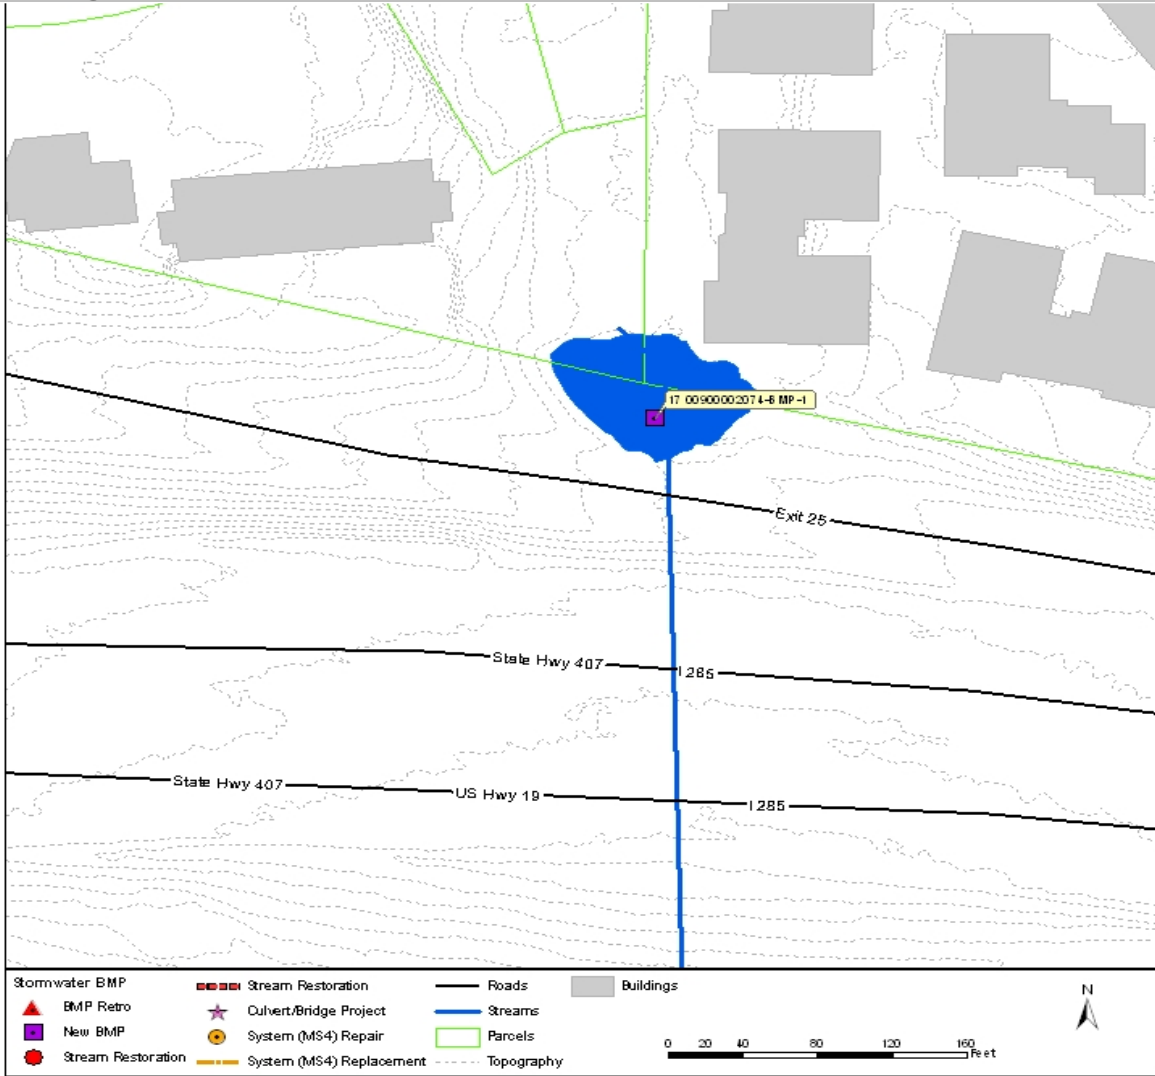 17 00900002074-BMP-1
Exit 25
State Hwy 407
I 285
State Hwy 407
US Hwy 19
I 285
Stormwater BMP
BMP Retro
New BMP
Stream Restoration
Stream Restoration
Culvert/Bridge Project
System (MS4) Repair
System (MS4) Replacement
Roads
Streams
Parcels
Topography
Buildings
N
0 20 40 80 120 160
Feet